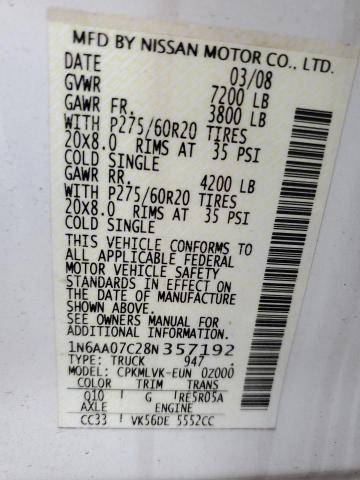 MFD BY NISSAN MOTOR CO., LTD.
DATE 03/08
GVWR 7200 LB
GAWR FR. 3800 LB
WITH P275/60R20 TIRES
20X8.0 RIMS AT 35 PSI
COLD SINGLE
GAWR RR. 4200 LB
WITH P275/60R20 TIRES
20X8.0 RIMS AT 35 PSI
COLD SINGLE
THIS VEHICLE CONFORMS TO
ALL APPLICABLE FEDERAL
MOTOR VEHICLE SAFETY
STANDARDS IN EFFECT ON
THE DATE OF MANUFACTURE
SHOWN ABOVE.
SEE OWNERS MANUAL FOR
ADDITIONAL INFORMATION.
1N6AA07C28N357192
TYPE: TRUCK 947
MODEL: CPKMLVK-EUN 0Z000
COLOR TRIM TRANS
Q10 G RE5R05A
AXLE ENGINE
CC33 VK56DE 5552CC